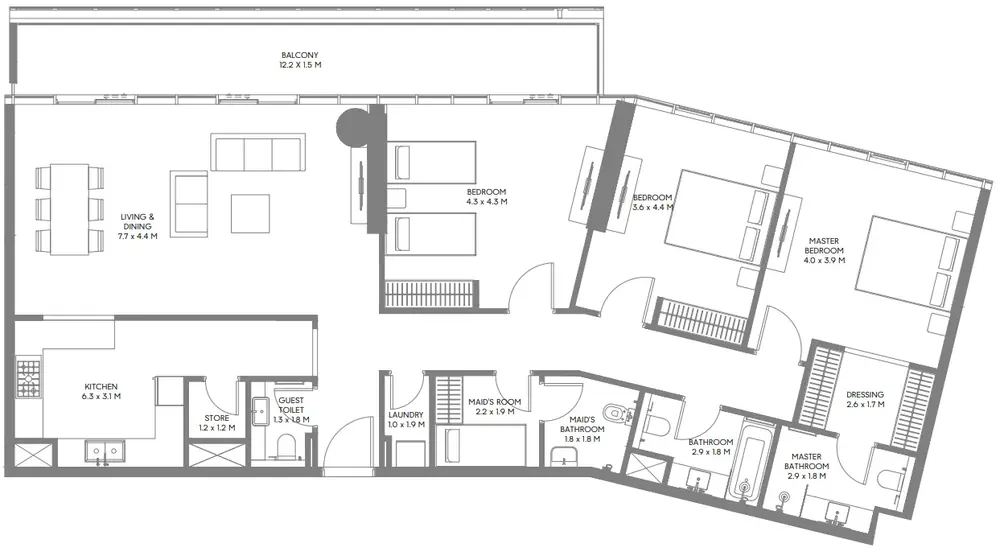 BALCONY
12.2 X 1.5 M
BEDROOM
4.3 x 4.3 M
BEDROOM
3.6 x 4.4 M
LIVING &
DINING
7.7 x 4.4 M
MASTER
BEDROOM
4.0 x 3.9 M
KITCHEN
6.3 x 3.1 M
STORE
1.2 x 1.2 M
GUEST
TOILET
1.3 x 1.8 M
LAUNDRY
1.0 x 1.9 M
MAID'S ROOM
2.2 x 1.9 M
MAID'S
BATHROOM
1.8 x 1.8 M
BATHROOM
2.9 x 1.8 M
DRESSING
2.6 x 1.7 M
MASTER
BATHROOM
2.9 x 1.8 M